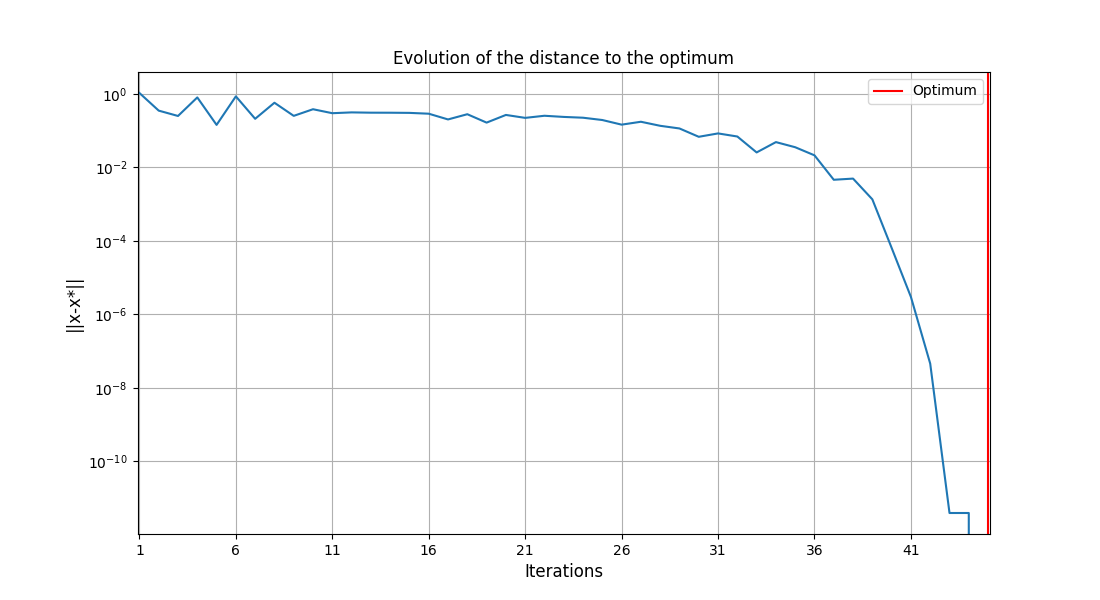 Evolution of the distance to the optimum
Optimum
||x-x*||
10⁰
10⁻²
10⁻⁴
10⁻⁶
10⁻⁸
10⁻¹⁰
1 6 11 16 21 26 31 36 41
Iterations